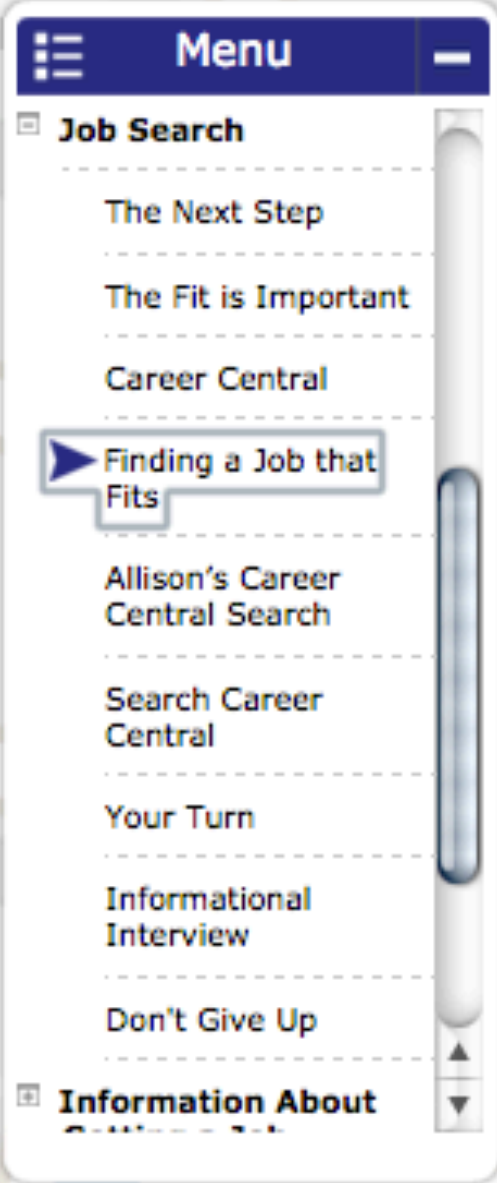 Menu
Job Search
The Next Step
The Fit is Important
Career Central
Finding a Job that
Fits
Allison's Career
Central Search
Search Career
Central
Your Turn
Informational
Interview
Don't Give Up
Information About